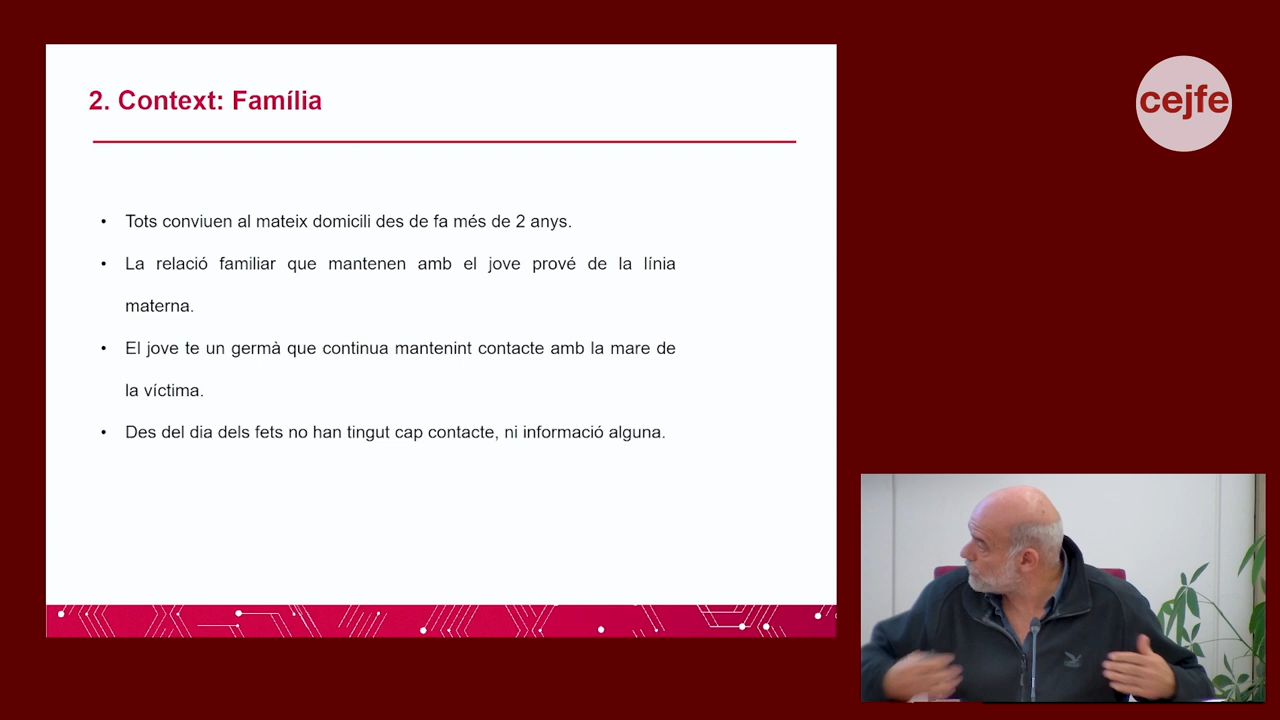 2. Context: Família
cejfe
• Tots conviuen al mateix domicili des de fa més de 2 anys.
• La relació familiar que mantenen amb el jove prové de la línia
materna.
• El jove te un germà que continua mantenint contacte amb la mare de
la víctima.
• Des del dia dels fets no han tingut cap contacte, ni informació alguna.